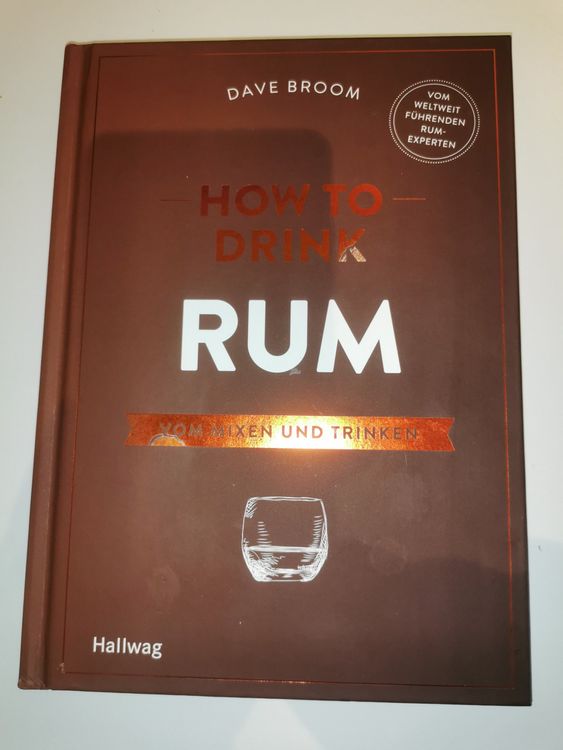 DAVE BROOM
VOM
WELTWEIT
FÜHRENDEN
RUM-
EXPERTEN
HOW TO
DRINK
RUM
VOM MIXEN UND TRINKEN
Hallwag